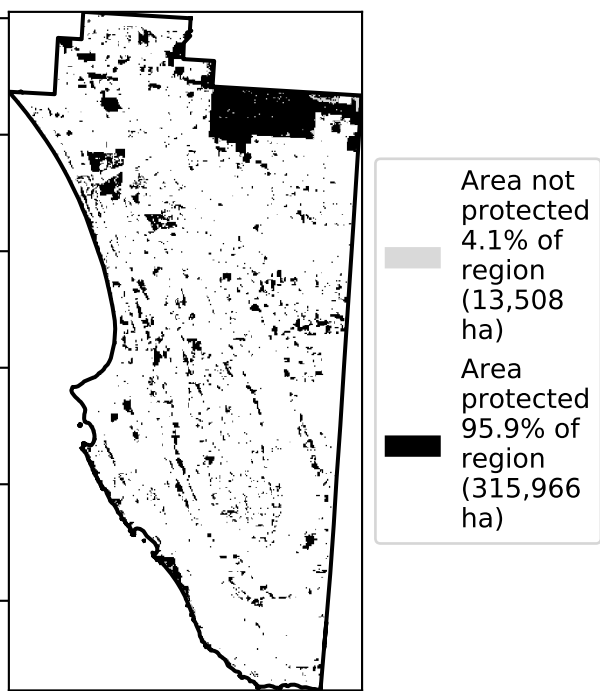 Area not
protected
4.1% of
region
(13,508
ha)
Area
protected
95.9% of
region
(315,966
ha)